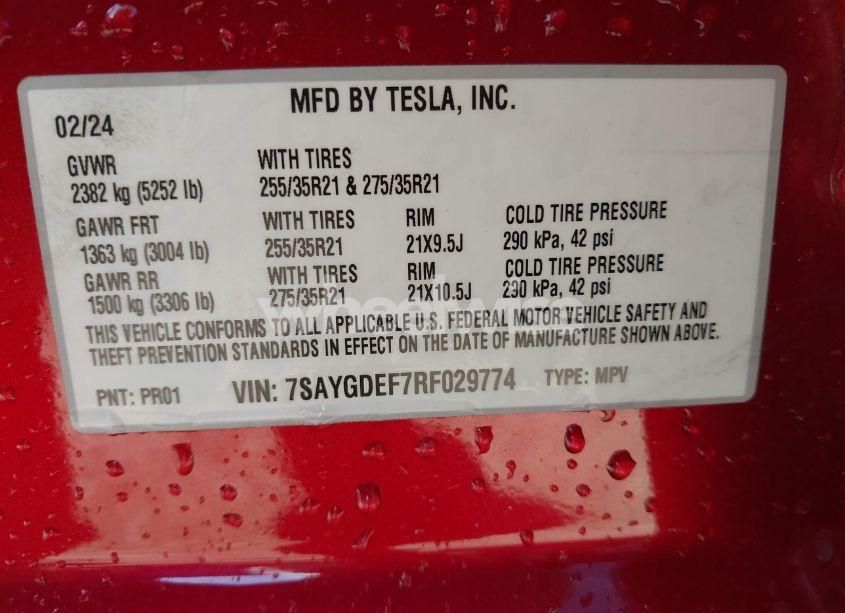 MFD BY TESLA, INC.
02/24
GVWR WITH TIRES
2382 kg (5252 lb) 255/35R21 & 275/35R21
GAWR FRT WITH TIRES RIM COLD TIRE PRESSURE
1363 kg (3004 lb) 255/35R21 21X9.5J 290 kPa, 42 psi
GAWR RR WITH TIRES RIM COLD TIRE PRESSURE
1500 kg (3306 lb) 275/35R21 21X10.5J 290 kPa, 42 psi
THIS VEHICLE CONFORMS TO ALL APPLICABLE U.S. FEDERAL MOTOR VEHICLE SAFETY AND
THEFT PREVENTION STANDARDS IN EFFECT ON THE DATE OF MANUFACTURE SHOWN ABOVE.
PNT: PR01 VIN: 7SAYGDEF7RF029774 TYPE: MPV